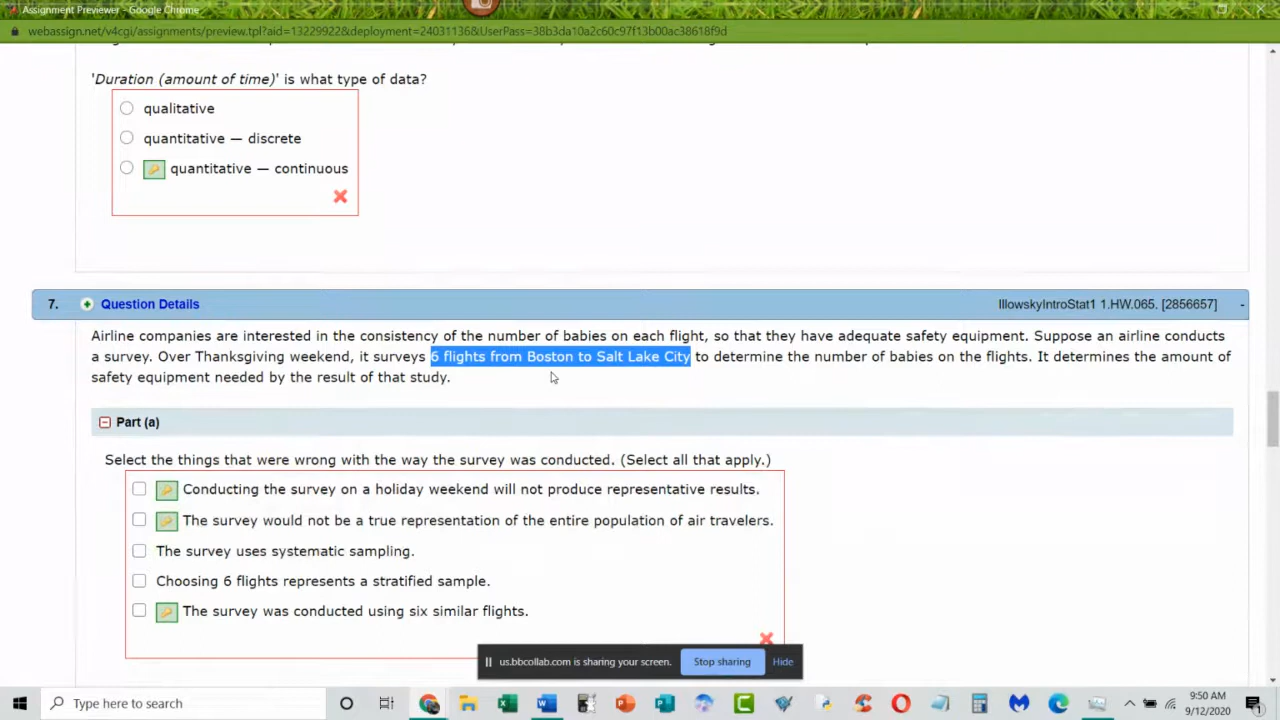 Assignment Previewer - Google Chrome
webassign.net/v4cgi/assignments/preview.tpl?aid=13229922&deployment=24031136&UserPass=38b3da10a2c60c97f13b00ac38618f9d
'Duration (amount of time)' is what type of data?
qualitative
quantitative — discrete
quantitative — continuous
7. Question Details IllowskyIntroStat1 1.HW.065. [2856657] -
Airline companies are interested in the consistency of the number of babies on each flight, so that they have adequate safety equipment. Suppose an airline conducts
a survey. Over Thanksgiving weekend, it surveys 6 flights from Boston to Salt Lake City to determine the number of babies on the flights. It determines the amount of
safety equipment needed by the result of that study.
Part (a)
Select the things that were wrong with the way the survey was conducted. (Select all that apply.)
Conducting the survey on a holiday weekend will not produce representative results.
The survey would not be a true representation of the entire population of air travelers.
The survey uses systematic sampling.
Choosing 6 flights represents a stratified sample.
The survey was conducted using six similar flights.
us.bbcollab.com is sharing your screen. Stop sharing Hide
Type here to search
9:50 AM
9/12/2020